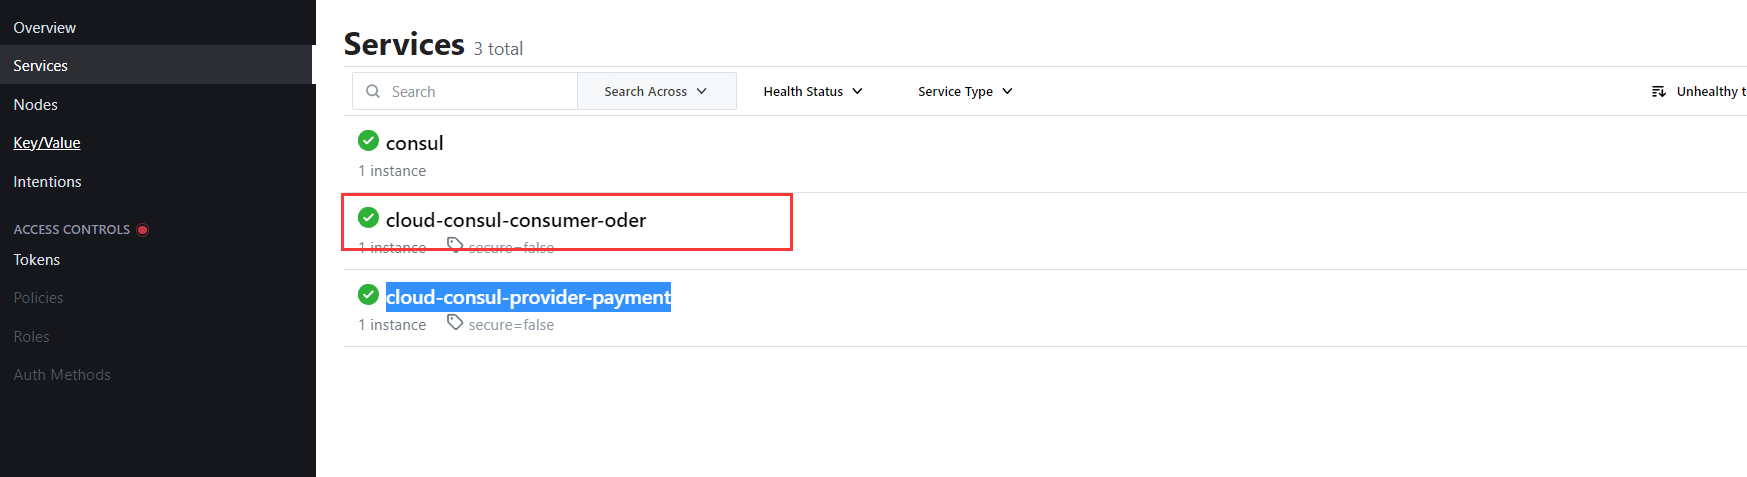 Overview
Services
Nodes
Key/Value
Intentions
ACCESS CONTROLS
Tokens
Policies
Roles
Auth Methods
Services 3 total
Search Search Across Health Status Service Type Unhealthy t
consul
1 instance
cloud-consul-consumer-oder
1 instance secure=false
cloud-consul-provider-payment
1 instance secure=false